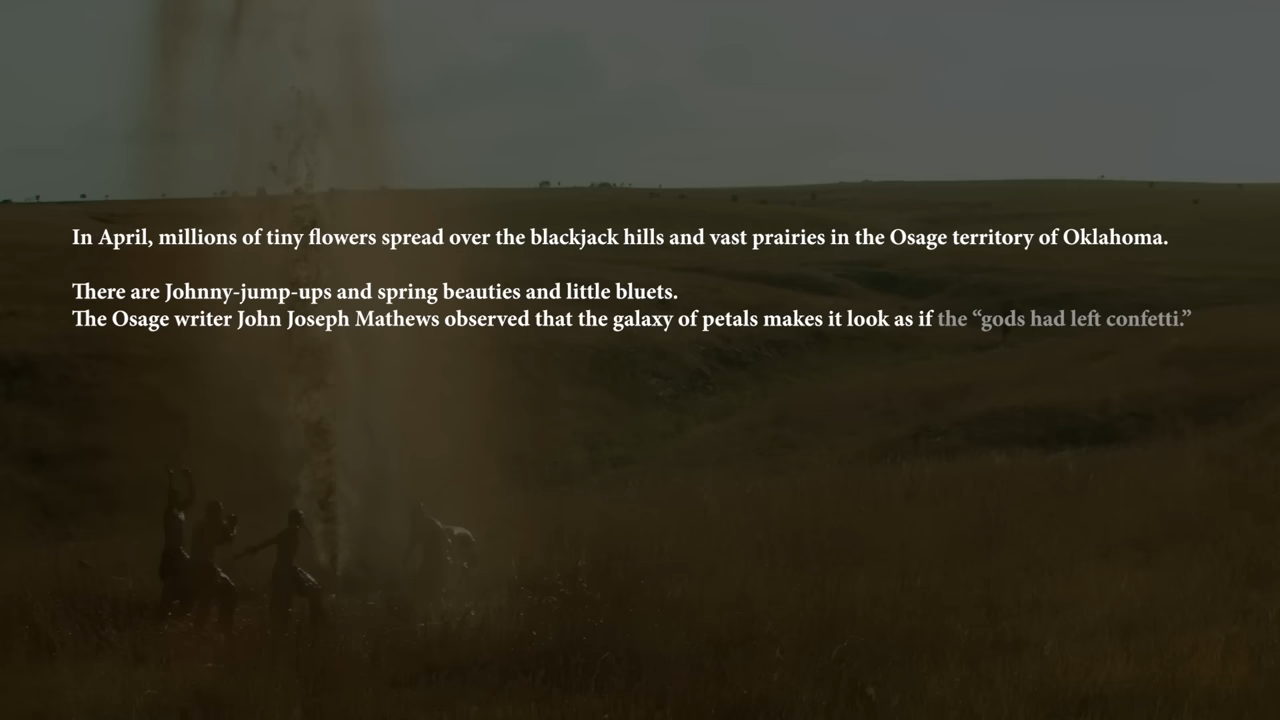 In April, millions of tiny flowers spread over the blackjack hills and vast prairies in the Osage territory of Oklahoma.
There are Johnny-jump-ups and spring beauties and little bluets.
The Osage writer John Joseph Mathews observed that the galaxy of petals makes it look as if the “gods had left confetti.”